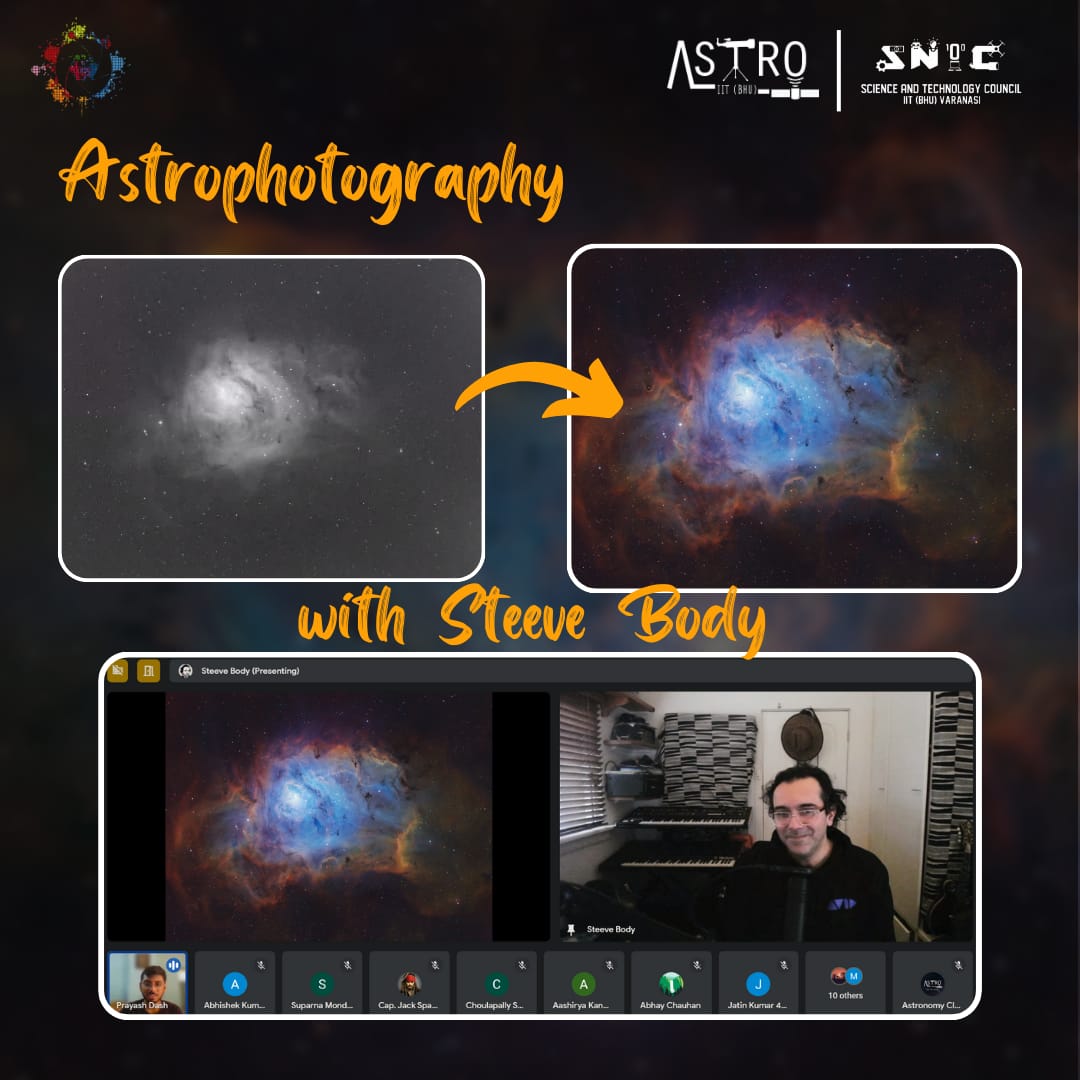 ASTRO
IIT (BHU)
SNTC
SCIENCE AND TECHNOLOGY COUNCIL
IIT (BHU) VARANASI
Astrophotography
with Steeve Body
Steeve Body (Presenting)
AVID
Steeve Body
Prayash Dash
A
Abhishek Kum...
S
Suparna Mond...
Cap. Jack Spa...
C
Choulapally S...
A
Aashirya Kan...
Abhay Chauhan
J
Jatin Kumar 4...
M
10 others
ASTRO
Astronomy Cl...